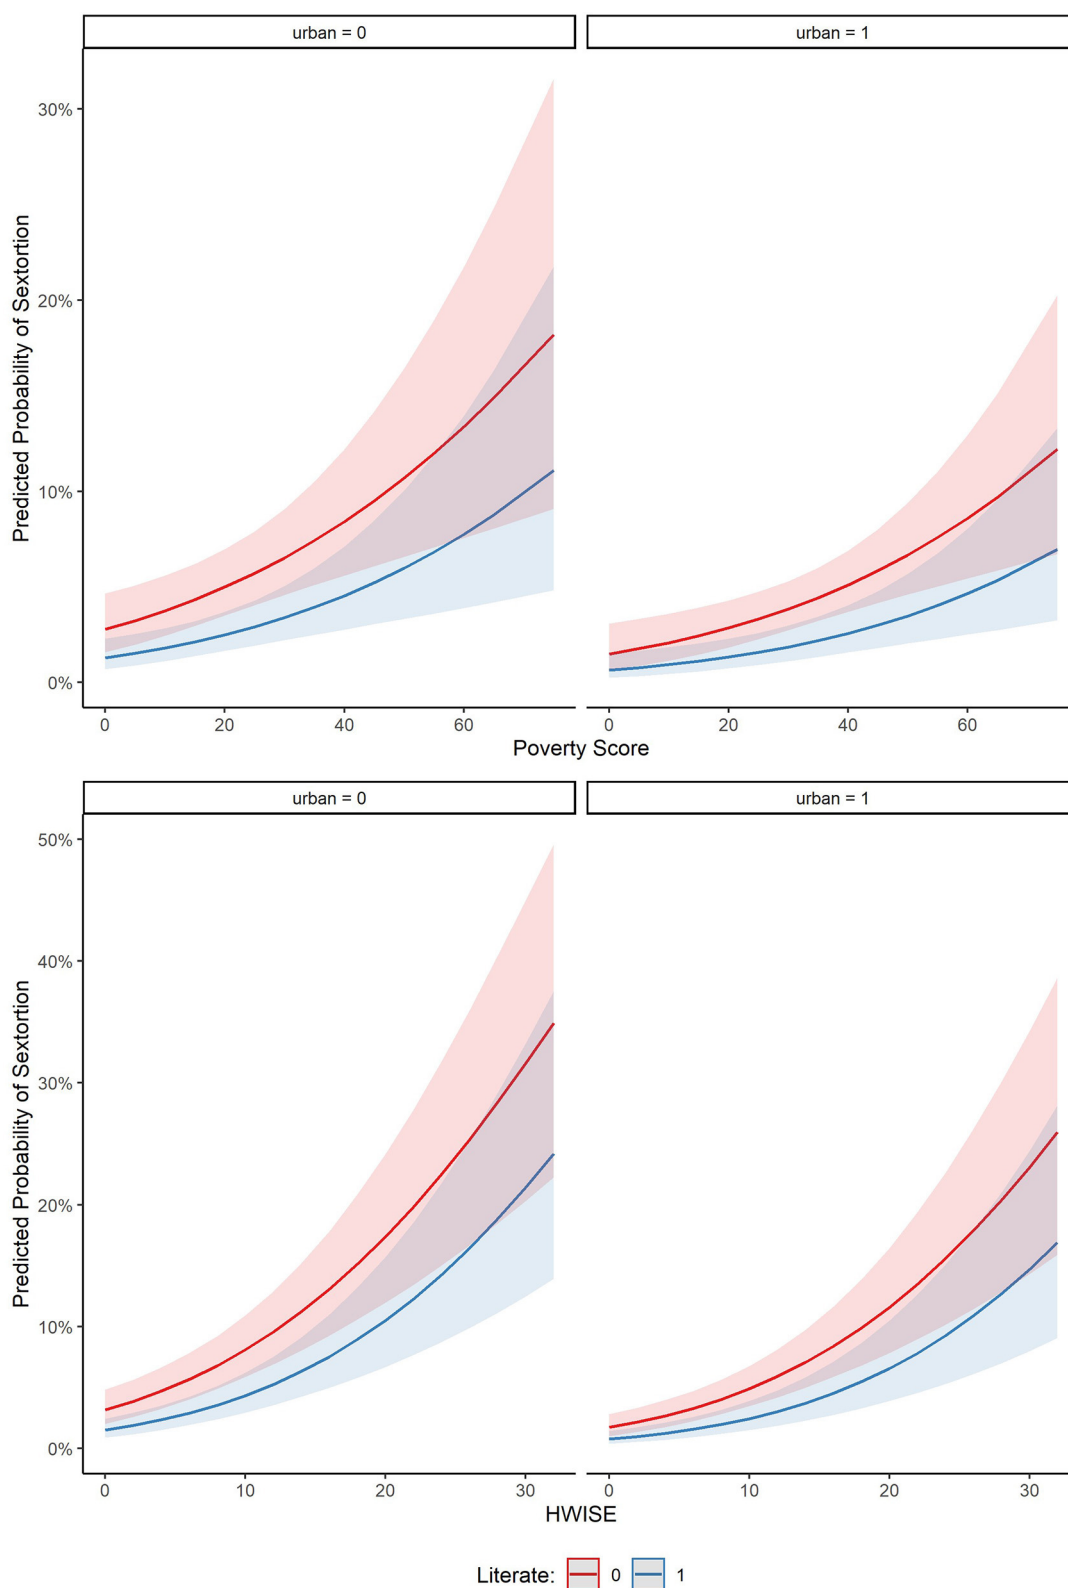 urban = 0 urban = 1
Predicted Probability of Sextortion
30%
20%
10%
0%
0 20 40 60 0 20 40 60
Poverty Score
urban = 0 urban = 1
Predicted Probability of Sextortion
50%
40%
30%
20%
10%
0%
0 10 20 30 0 10 20 30
HWISE
Literate: 0 1